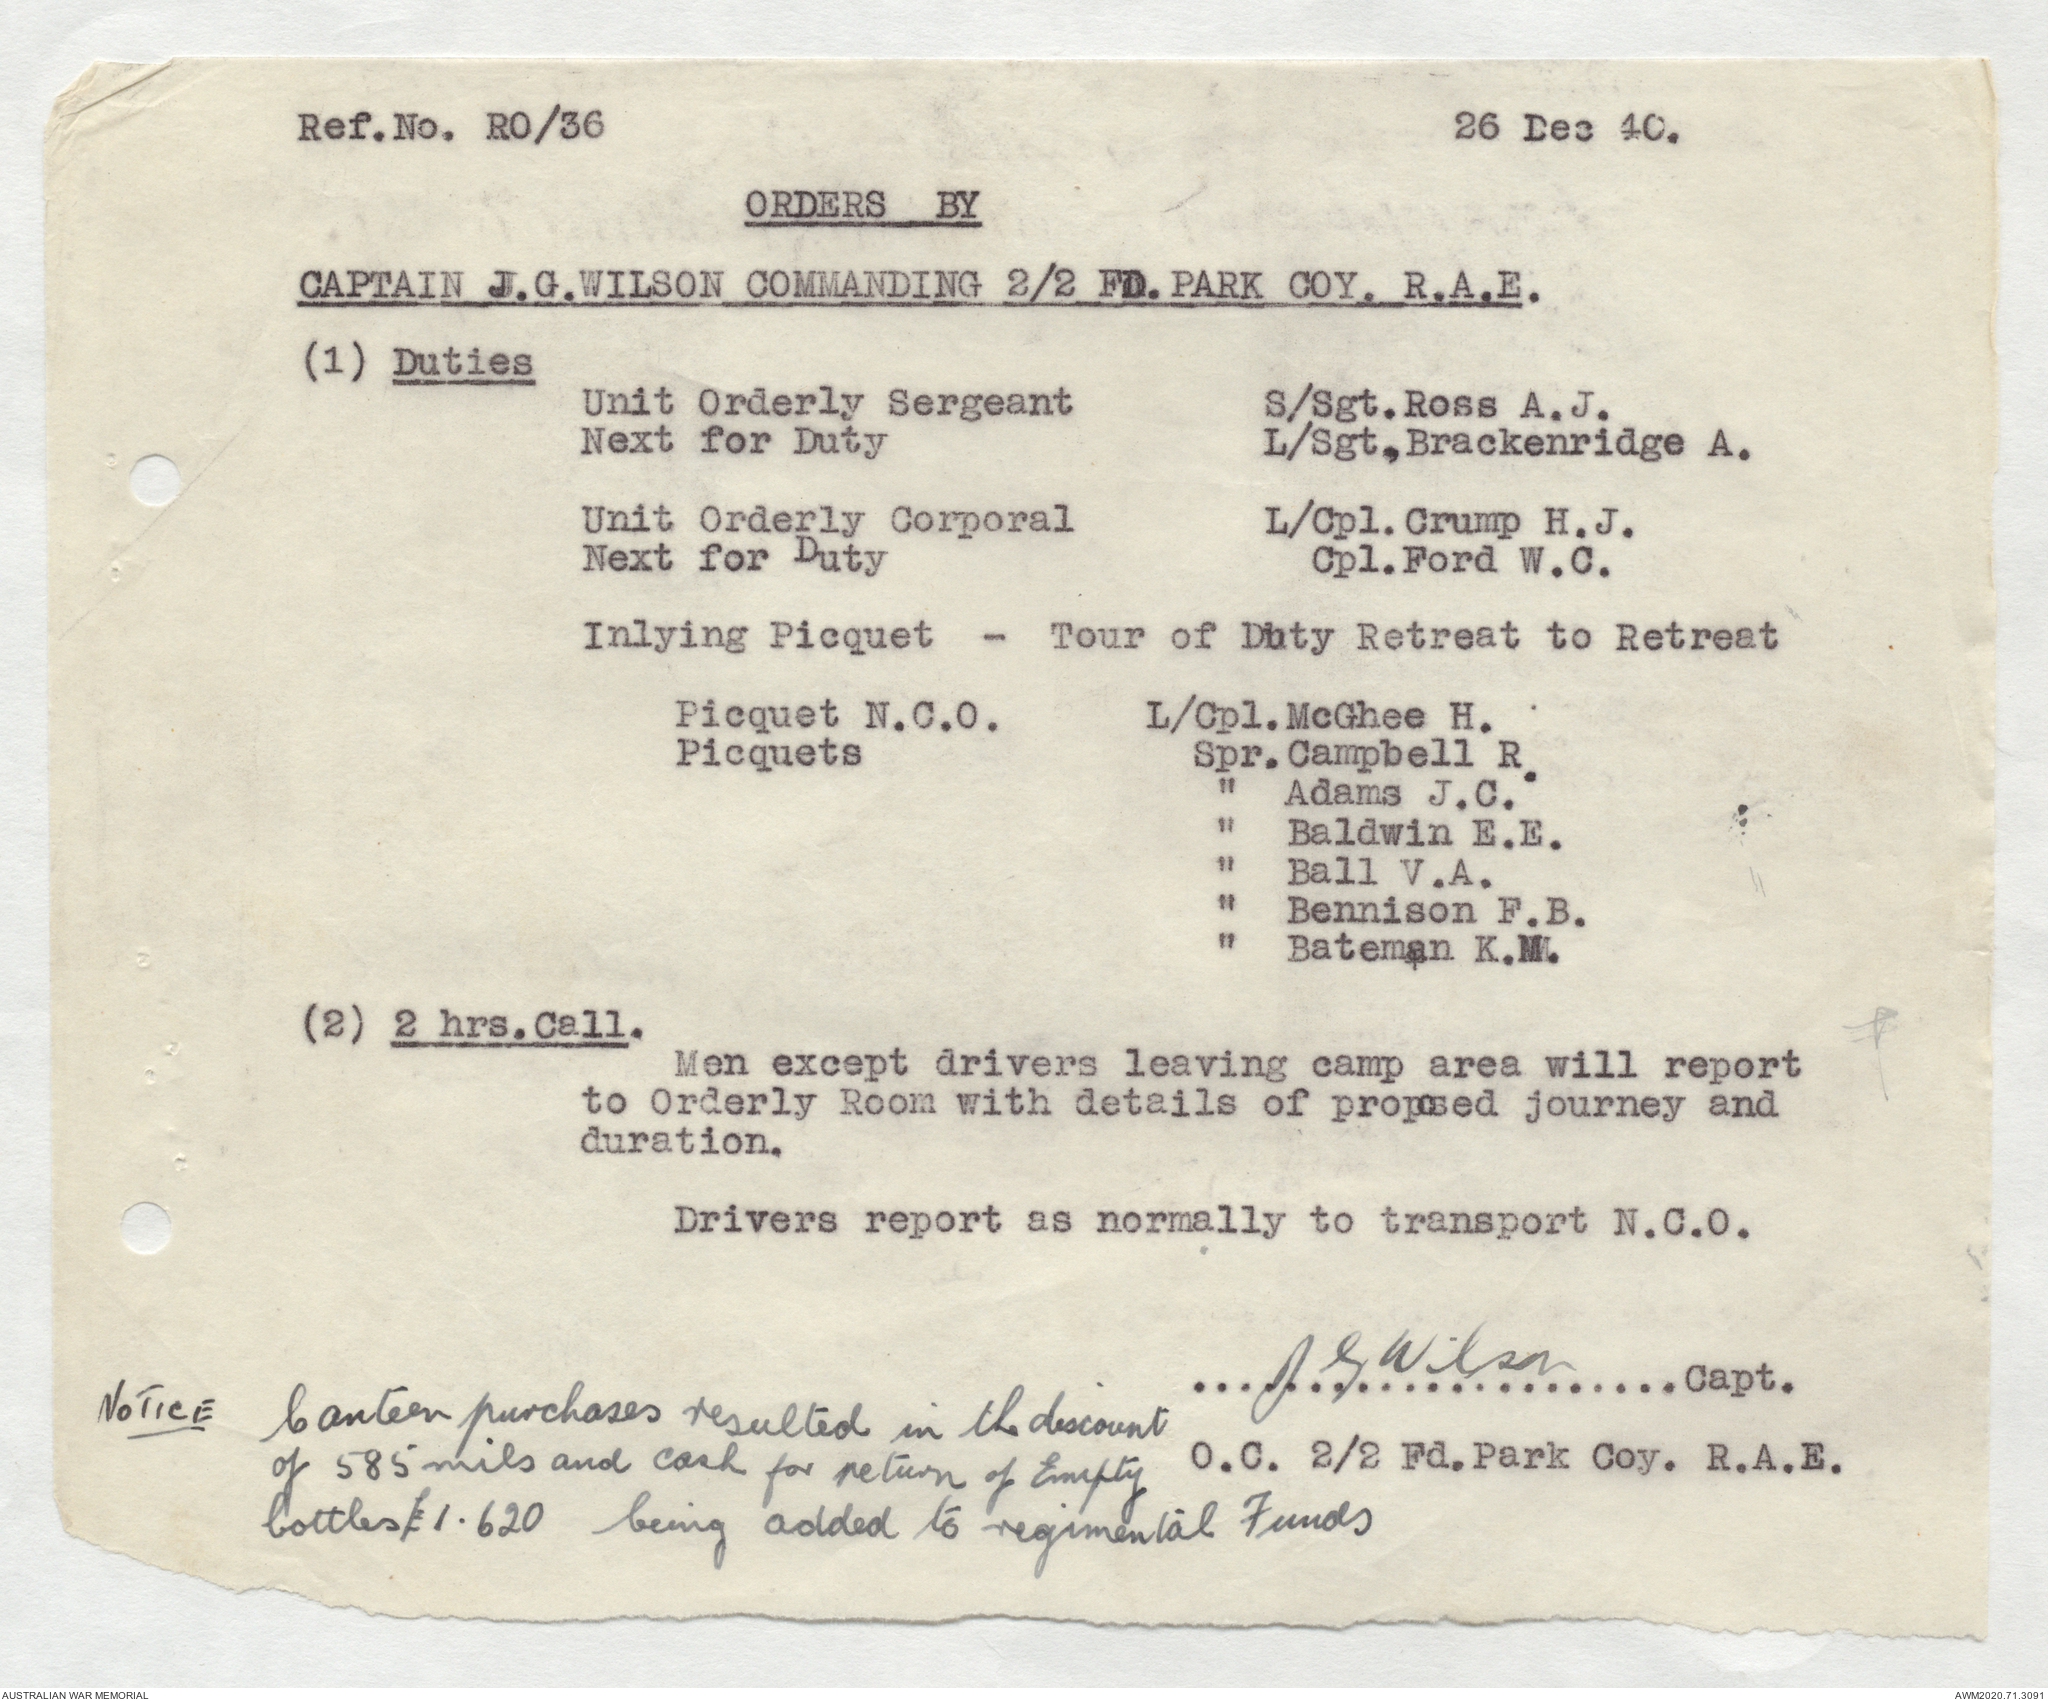 Ref.No. RO/36 26 Dec 40.
ORDERS BY
CAPTAIN J.G.WILSON COMMANDING 2/2 FD.PARK COY. R.A.E.
(1) Duties
Unit Orderly Sergeant S/Sgt.Ross A.J.
Next for Duty L/Sgt,Brackenridge A.
Unit Orderly Corporal L/Cpl.Crump H.J.
Next for Duty Cpl.Ford W.C.
Inlying Picquet - Tour of Duty Retreat to Retreat
Picquet N.C.O. L/Cpl.McGhee H.
Picquets Spr.Campbell R.
" Adams J.C.
" Baldwin E.E.
" Ball V.A.
" Bennison F.B.
" Bateman K.M.
(2) 2 hrs.Call.
Men except drivers leaving camp area will report
to Orderly Room with details of proposed journey and
duration.
Drivers report as normally to transport N.C.O.
J G Wilson
..........................Capt.
O.C. 2/2 Fd.Park Coy. R.A.E.
NOTICE Canteen purchases resulted in the discount
of 585 mils and cash for return of Empty
bottles £1.620 being added to regimental Funds
AUSTRALIAN WAR MEMORIAL AWM2020.71.3091